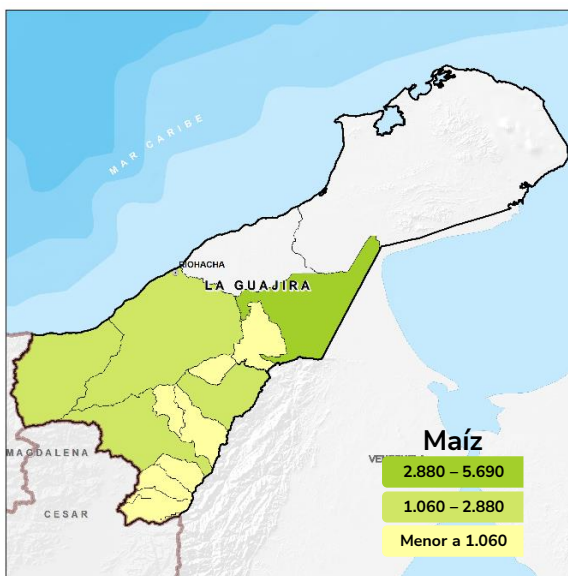 MAR CARIBE
RIOHACHA
LA GUAJIRA
MAGDALENA
CESAR
Maíz
2.880 – 5.690
1.060 – 2.880
Menor a 1.060